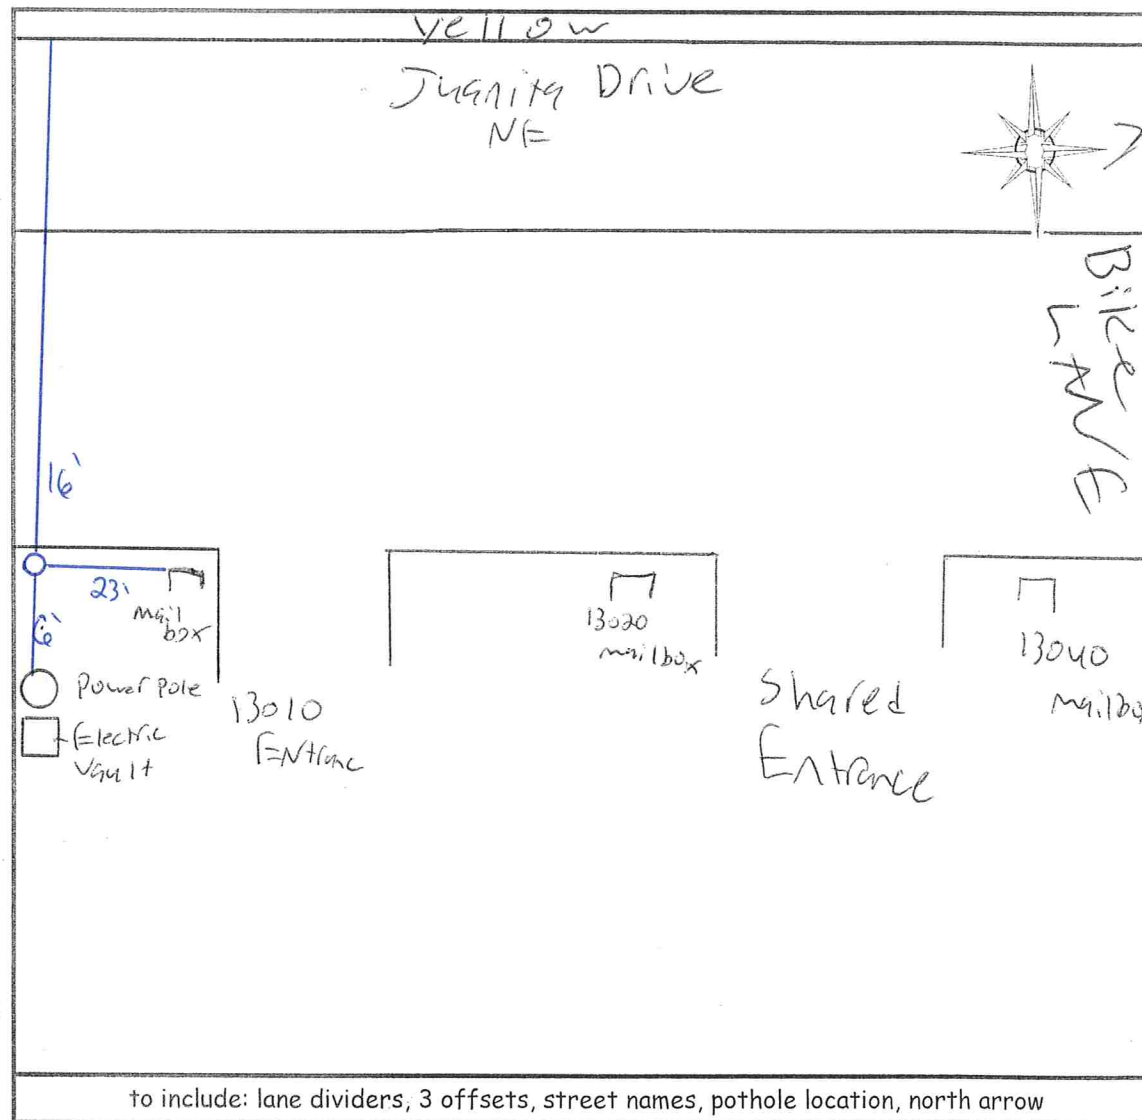 yellow
Juanita Drive
NE
Bike
LANE
16'
23'
mail
box
6'
13020
mailbox
13040
mailbo
Power Pole
13010
Entranc
Electric
Vault
Shared
Entrance
to include: lane dividers, 3 offsets, street names, pothole location, north arrow